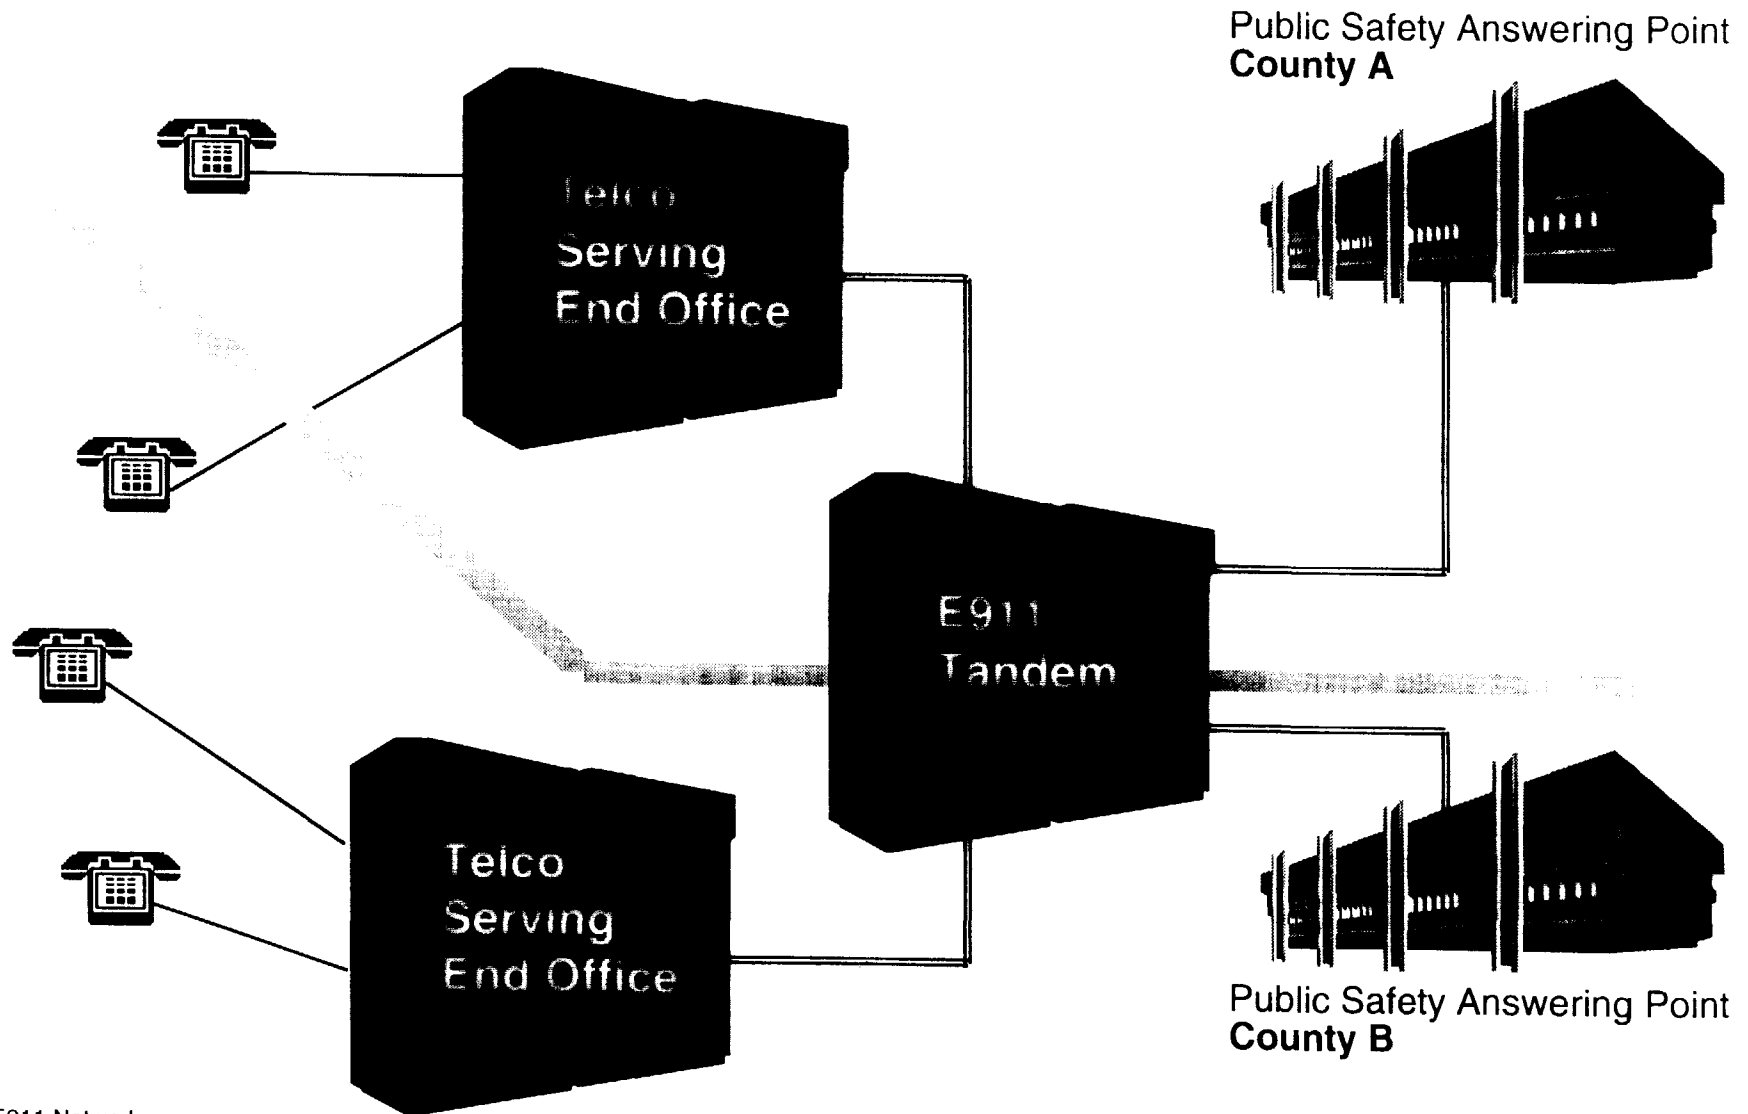 Public Safety Answering Point
County A
Telco
Serving
End Office
E911
Tandem
Telco
Serving
End Office
Public Safety Answering Point
County B